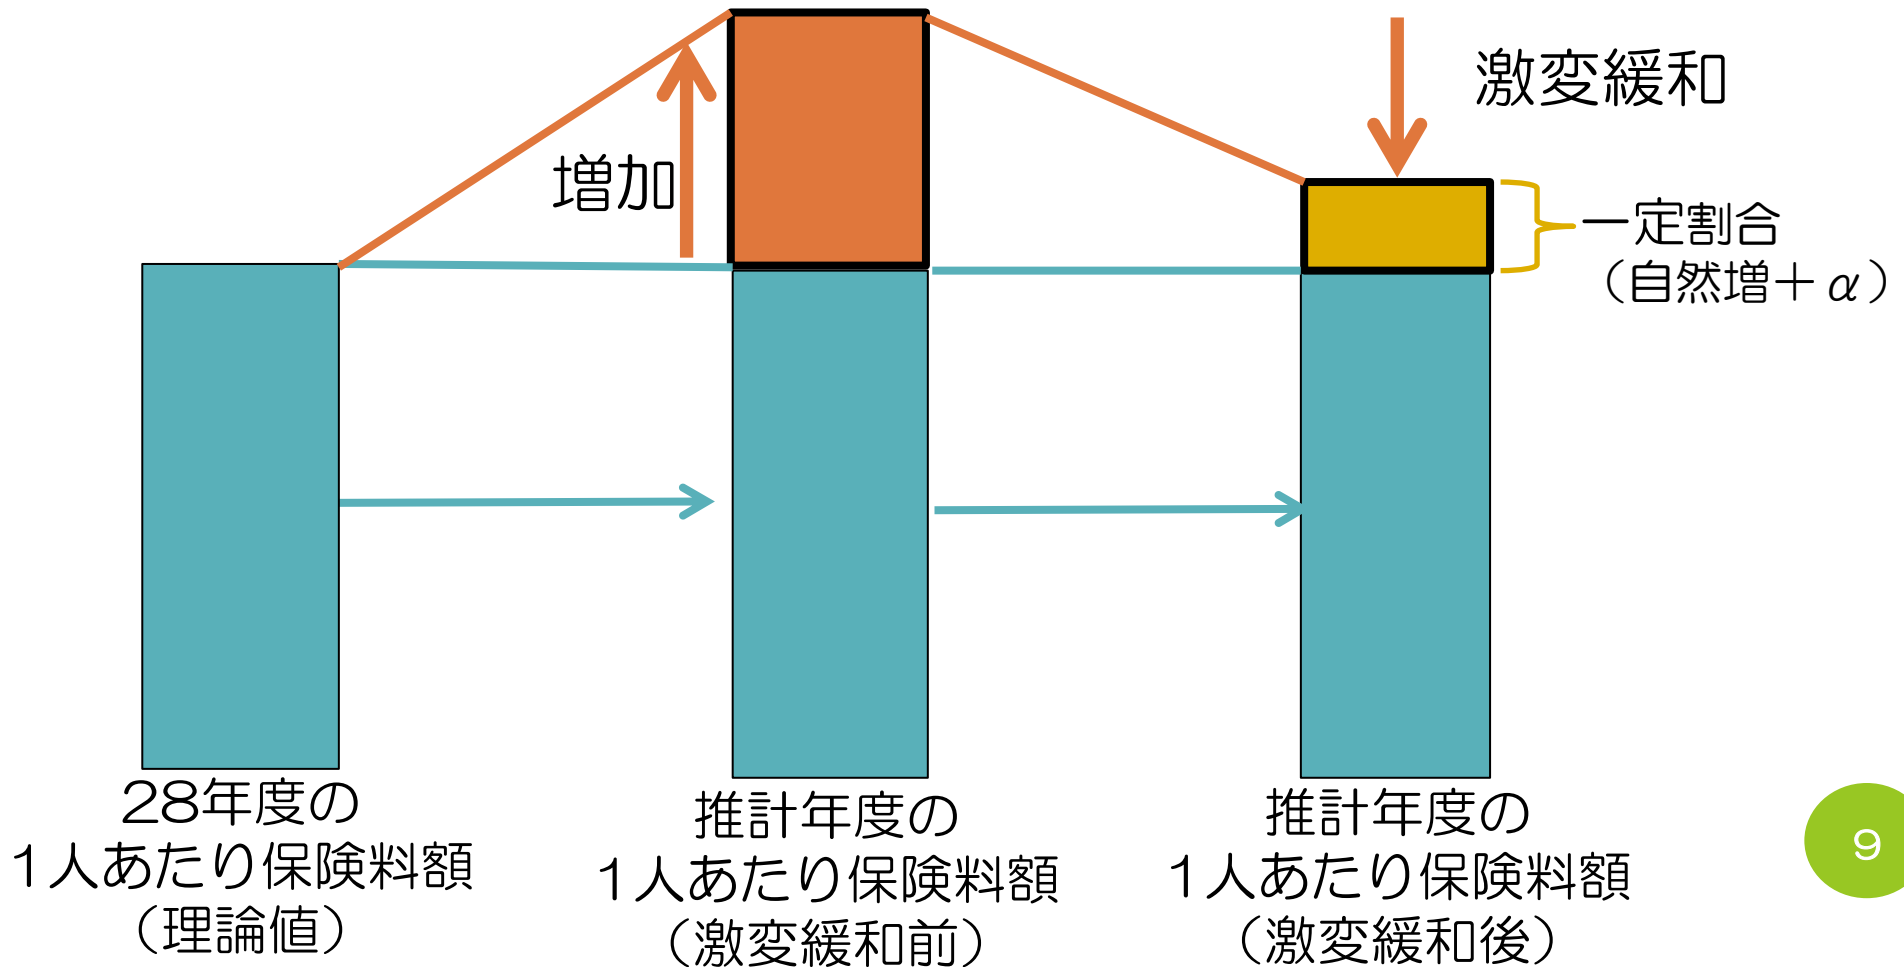 激変緩和
増加
一定割合
（自然増＋α）
28年度の
1人あたり保険料額
（理論値）
推計年度の
1人あたり保険料額
（激変緩和前）
推計年度の
1人あたり保険料額
（激変緩和後）
9